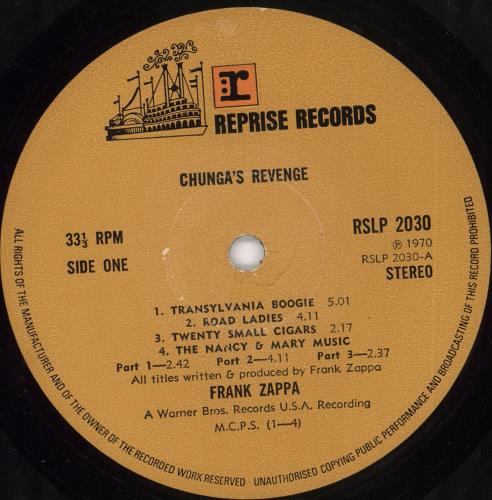 r
REPRISE RECORDS
CHUNGA'S REVENGE
33⅓ RPM
SIDE ONE
RSLP 2030
℗ 1970
RSLP 2030-A
STEREO
1. TRANSYLVANIA BOOGIE 5.01
2. ROAD LADIES 4.11
3. TWENTY SMALL CIGARS 2.17
4. THE NANCY & MARY MUSIC
Part 1—2.42 Part 2—4.11 Part 3—2.37
All titles written & produced by Frank Zappa
FRANK ZAPPA
A Warner Bros. Records U.S.A. Recording
M.C.P.S. (1—4)
ALL RIGHTS OF THE MANUFACTURER AND OF THE OWNER OF THE RECORDED WORK RESERVED · UNAUTHORISED COPYING PUBLIC PERFORMANCE AND BROADCASTING OF THIS RECORD PROHIBITED